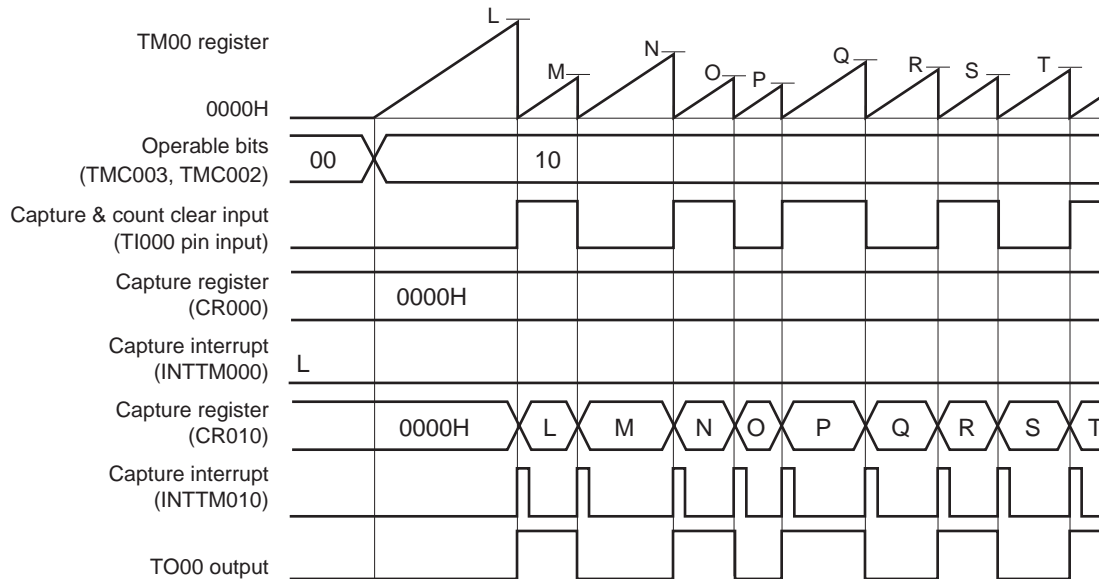 L
TM00 register
N
Q
M
O
P
R
S
T
0000H
Operable bits
(TMC003, TMC002)
00
10
Capture & count clear input
(TI000 pin input)
Capture register
(CR000)
0000H
Capture interrupt
(INTTM000)
L
Capture register
(CR010)
0000H
L
M
N
O
P
Q
R
S
T
Capture interrupt
(INTTM010)
TO00 output